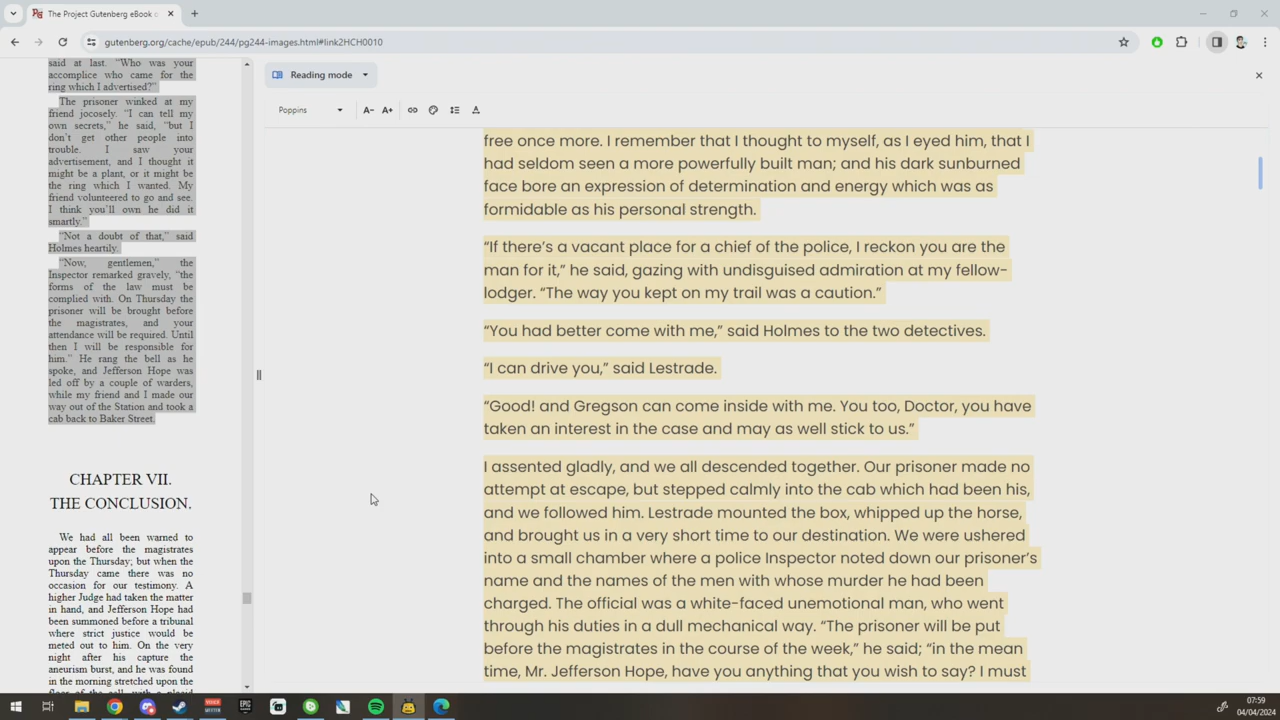 The Project Gutenberg eBook o
gutenberg.org/cache/epub/244/pg244-images.html#link2HCH0010
said at last. “Who was your
accomplice who came for the
ring which I advertised?”
The prisoner winked at my
friend jocosely. “I can tell my
own secrets,” he said, “but I
don’t get other people into
trouble. I saw your
advertisement, and I thought it
might be a plant, or it might be
the ring which I wanted. My
friend volunteered to go and see.
I think you’ll own he did it
smartly.”
“Not a doubt of that,” said
Holmes heartily.
“Now, gentlemen,” the
Inspector remarked gravely, “the
forms of the law must be
complied with. On Thursday the
prisoner will be brought before
the magistrates, and your
attendance will be required. Until
then I will be responsible for
him.” He rang the bell as he
spoke, and Jefferson Hope was
led off by a couple of warders,
while my friend and I made our
way out of the Station and took a
cab back to Baker Street.
CHAPTER VII.
THE CONCLUSION.
We had all been warned to
appear before the magistrates
upon the Thursday; but when the
Thursday came there was no
occasion for our testimony. A
higher Judge had taken the matter
in hand, and Jefferson Hope had
been summoned before a tribunal
where strict justice would be
meted out to him. On the very
night after his capture the
aneurism burst, and he was found
in the morning stretched upon the
floor of the cell, with a placid
Reading mode
Poppins
A- A+
free once more. I remember that I thought to myself, as I eyed him, that I
had seldom seen a more powerfully built man; and his dark sunburned
face bore an expression of determination and energy which was as
formidable as his personal strength.
“If there’s a vacant place for a chief of the police, I reckon you are the
man for it,” he said, gazing with undisguised admiration at my fellow-
lodger. “The way you kept on my trail was a caution.”
“You had better come with me,” said Holmes to the two detectives.
“I can drive you,” said Lestrade.
“Good! and Gregson can come inside with me. You too, Doctor, you have
taken an interest in the case and may as well stick to us.”
I assented gladly, and we all descended together. Our prisoner made no
attempt at escape, but stepped calmly into the cab which had been his,
and we followed him. Lestrade mounted the box, whipped up the horse,
and brought us in a very short time to our destination. We were ushered
into a small chamber where a police Inspector noted down our prisoner’s
name and the names of the men with whose murder he had been
charged. The official was a white-faced unemotional man, who went
through his duties in a dull mechanical way. “The prisoner will be put
before the magistrates in the course of the week,” he said; “in the mean
time, Mr. Jefferson Hope, have you anything that you wish to say? I must
EPIC
07:59
04/04/2024